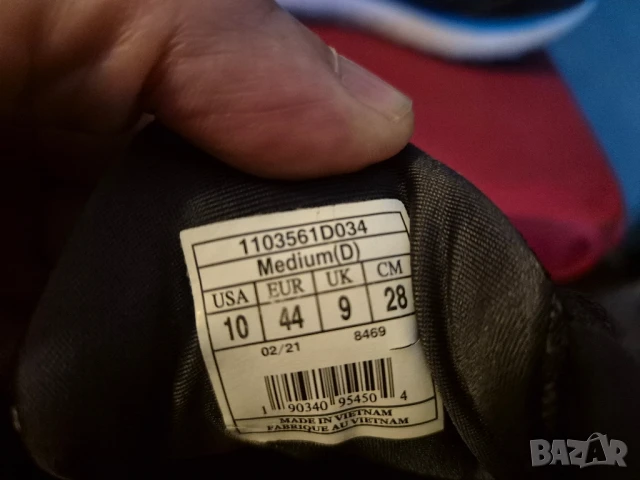 1103561D034
Medium(D)
USA EUR UK CM
10 44 9 28
02/21 8469
1 90340 95450 4
MADE IN VIETNAM
FABRIQUE AU VIETNAM
BAZAR